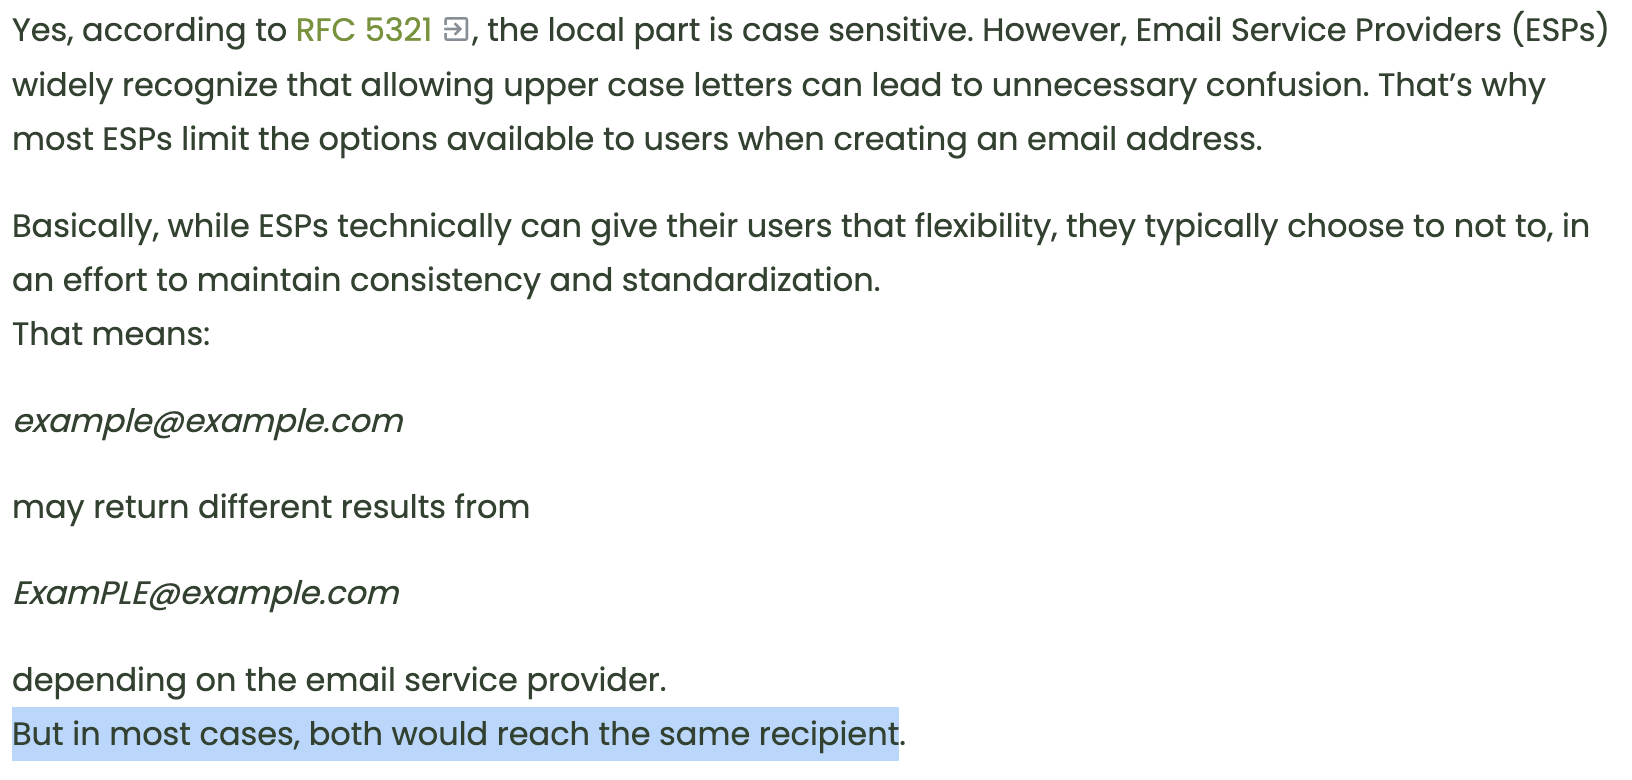 Yes, according to RFC 5321, the local part is case sensitive. However, Email Service Providers (ESPs)
widely recognize that allowing upper case letters can lead to unnecessary confusion. That’s why
most ESPs limit the options available to users when creating an email address.
Basically, while ESPs technically can give their users that flexibility, they typically choose to not to, in
an effort to maintain consistency and standardization.
That means:
example@example.com
may return different results from
ExamPLE@example.com
depending on the email service provider.
But in most cases, both would reach the same recipient.